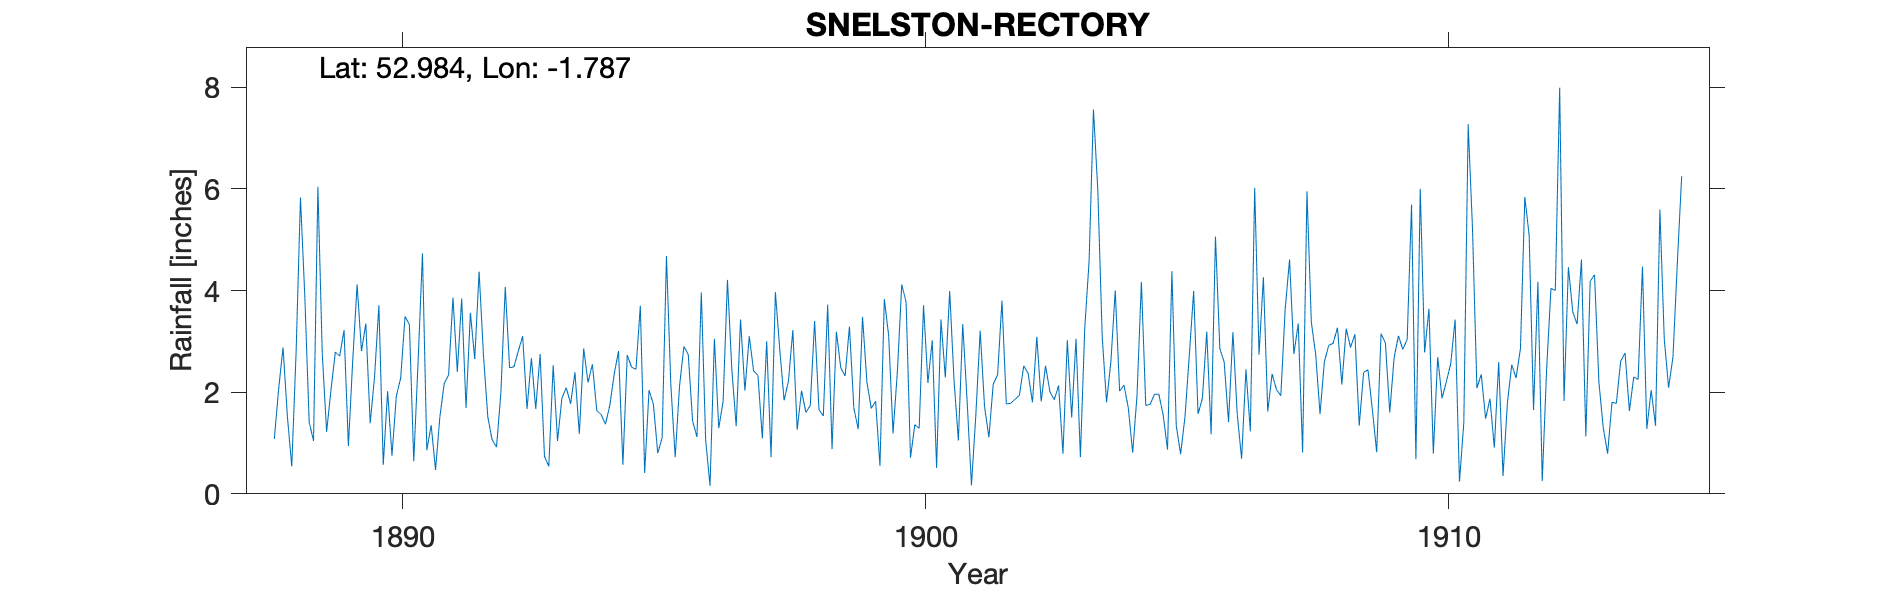 SNELSTON-RECTORY
Lat: 52.984, Lon: -1.787
8
6
4
2
0
Rainfall [inches]
1890 1900 1910
Year